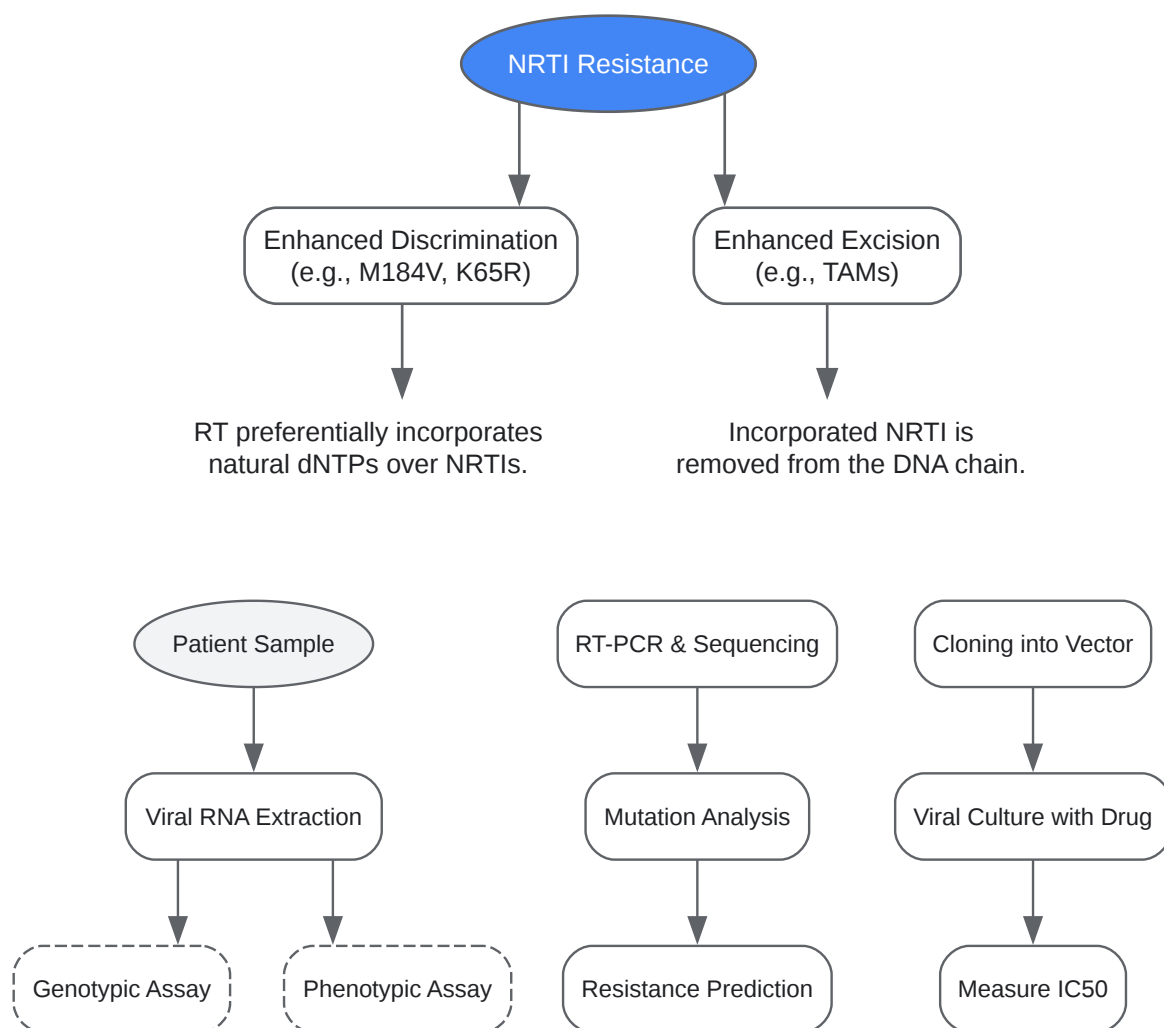 NRTI Resistance
Enhanced Discrimination
(e.g., M184V, K65R)
Enhanced Excision
(e.g., TAMs)
RT preferentially incorporates
natural dNTPs over NRTIs.
Incorporated NRTI is
removed from the DNA chain.
Patient Sample
RT-PCR & Sequencing
Cloning into Vector
Viral RNA Extraction
Mutation Analysis
Viral Culture with Drug
Genotypic Assay
Phenotypic Assay
Resistance Prediction
Measure IC50